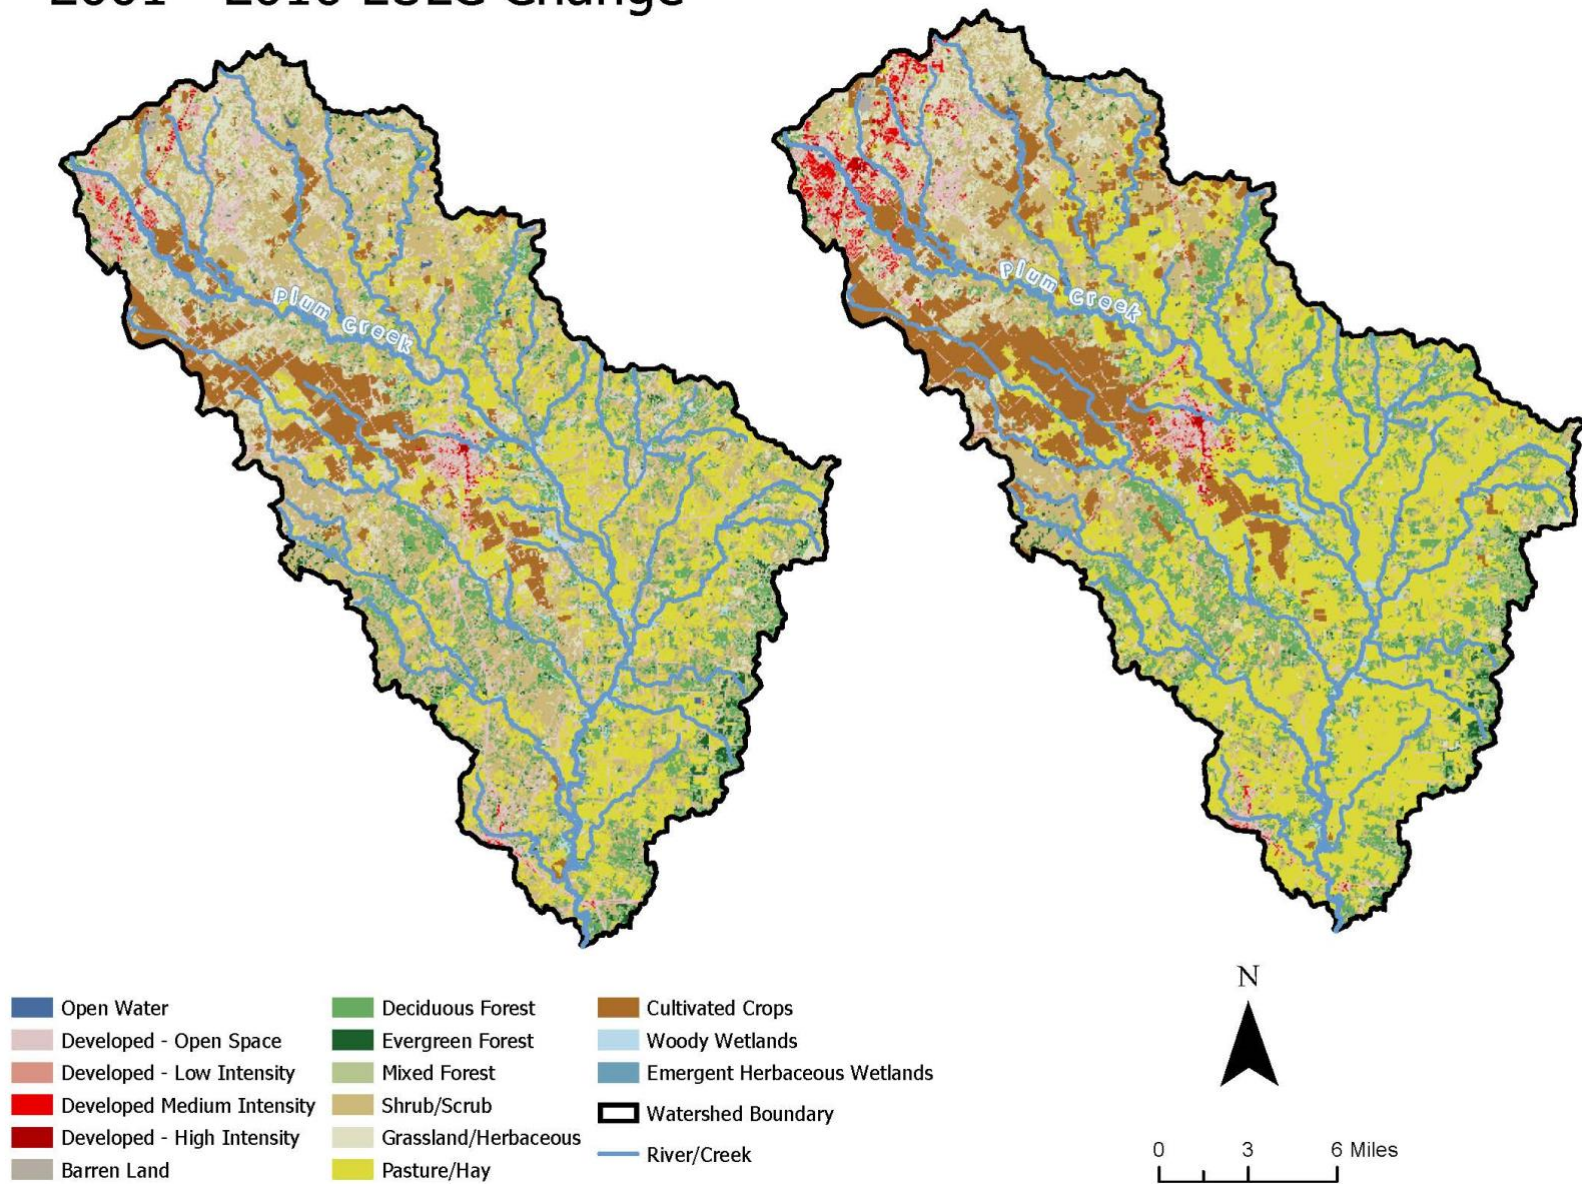 2001 - 2016 LULC Change
Plum Creek
Plum Creek
Open Water
Developed - Open Space
Developed - Low Intensity
Developed Medium Intensity
Developed - High Intensity
Barren Land
Deciduous Forest
Evergreen Forest
Mixed Forest
Shrub/Scrub
Grassland/Herbaceous
Pasture/Hay
Cultivated Crops
Woody Wetlands
Emergent Herbaceous Wetlands
Watershed Boundary
River/Creek
N
0 3 6 Miles